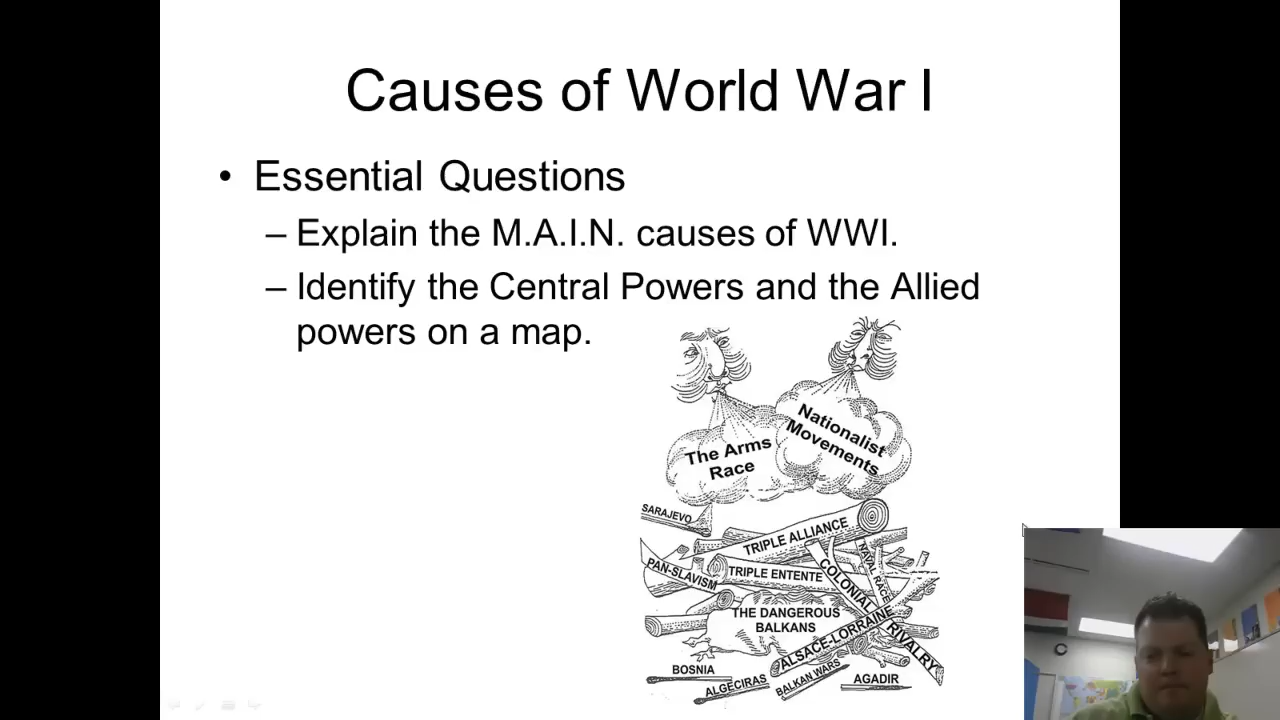 Causes of World War I
• Essential Questions
– Explain the M.A.I.N. causes of WWI.
– Identify the Central Powers and the Allied
powers on a map.
The Arms
Race
Nationalist
Movements
SARAJEVO
TRIPLE ALLIANCE
PAN-SLAVISM
TRIPLE ENTENTE
COLONIAL RIVALRY
NAVAL RACE
THE DANGEROUS
BALKANS
ALSACE-LORRAINE
BOSNIA
ALGECIRAS
BALKAN WARS
AGADIR